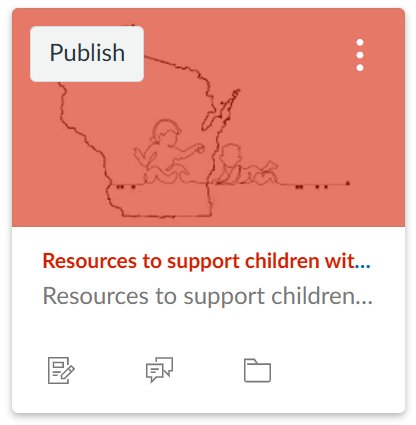 Publish
Resources to support children wit...
Resources to support children...